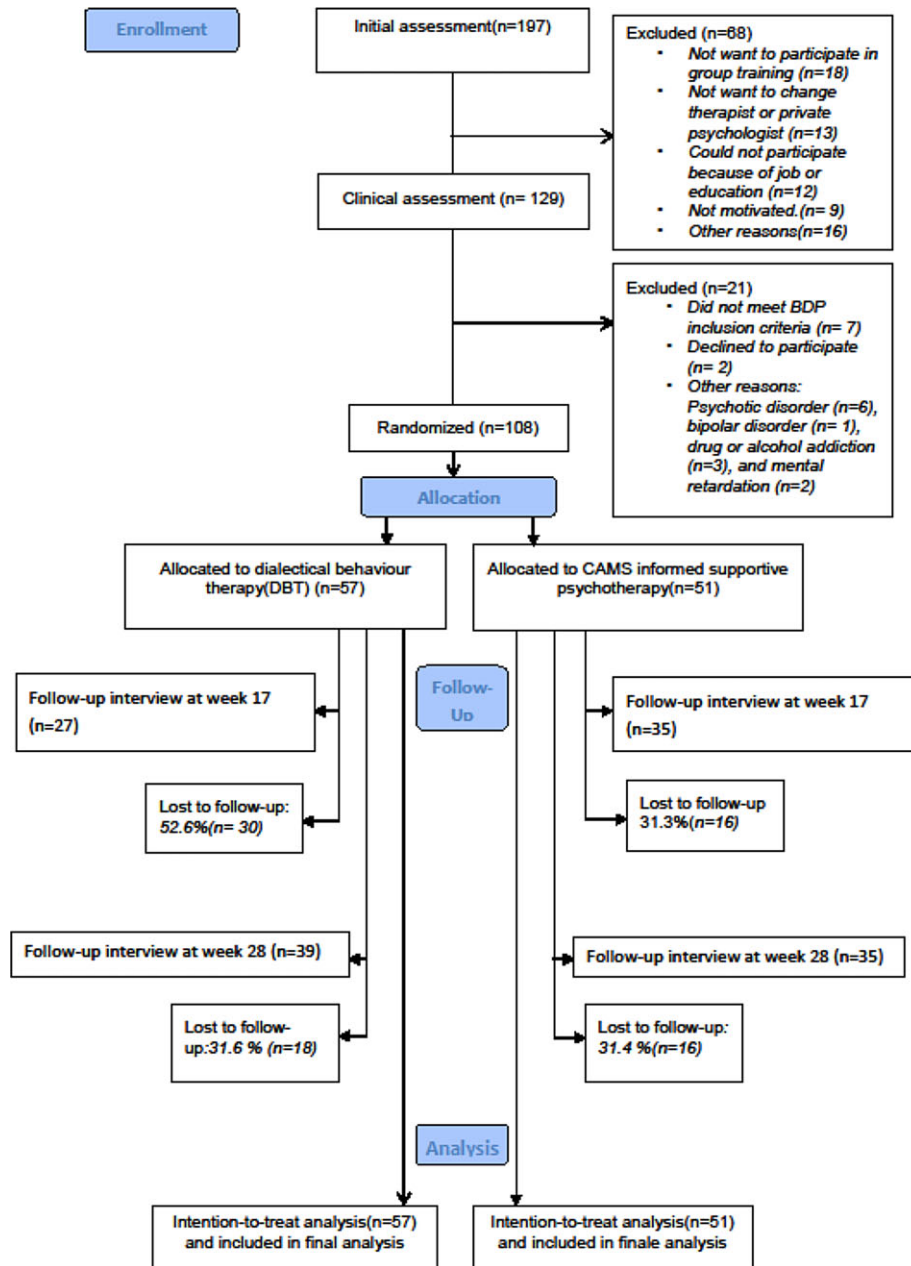 Enrollment
Initial assessment(n=197)
Excluded (n=68)
• Not want to participate in
group training (n=18)
• Not want to change
therapist or private
psychologist (n=13)
• Could not participate
because of job or
education (n=12)
• Not motivated.(n= 9)
• Other reasons(n=16)
Clinical assessment (n= 129)
Excluded (n=21)
• Did not meet BDP
inclusion criteria (n= 7)
• Declined to participate
(n= 2)
• Other reasons:
Psychotic disorder (n=6),
bipolar disorder (n= 1),
drug or alcohol addiction
(n=3), and mental
retardation (n=2)
Randomized (n=108)
Allocation
Allocated to dialectical behaviour
therapy(DBT) (n=57)
Allocated to CAMS informed supportive
psychotherapy(n=51)
Follow-
Up
Follow-up interview at week 17
(n=27)
Follow-up interview at week 17
(n=35)
Lost to follow-up:
52.6%(n= 30)
Lost to follow-up
31.3%(n=16)
Follow-up interview at week 28 (n=39)
Follow-up interview at week 28 (n=35)
Lost to follow-
up:31.6 % (n=18)
Lost to follow-up:
31.4 %(n=16)
Analysis
Intention-to-treat analysis(n=57)
and included in final analysis
Intention-to-treat analysis(n=51)
and included in finale analysis